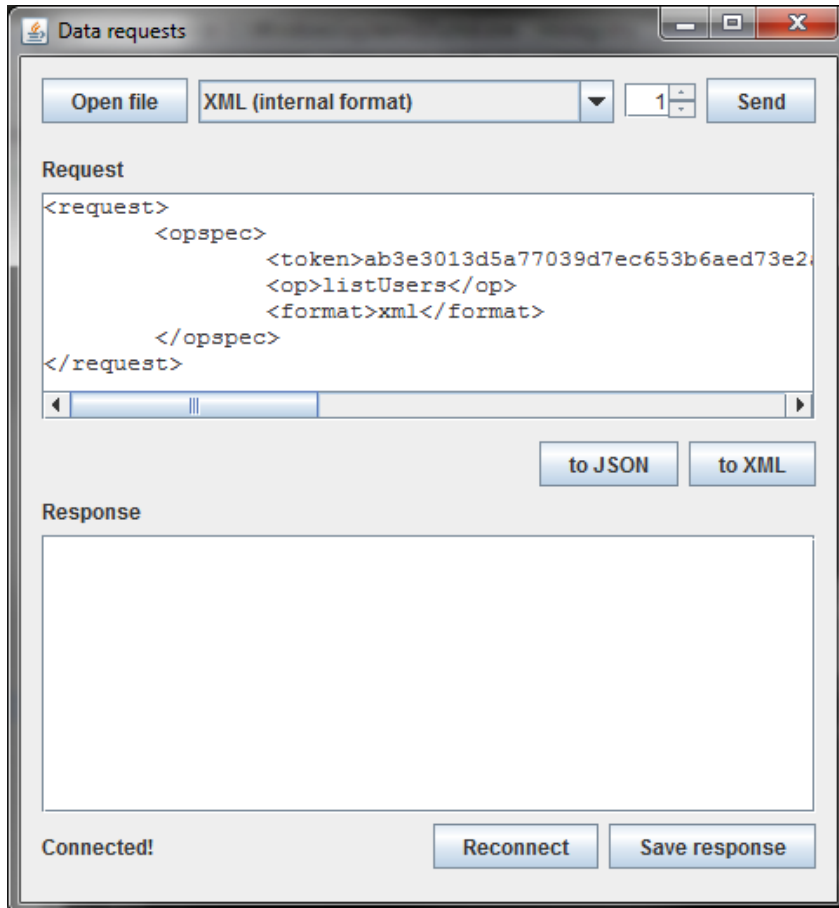 Data requests
Open file XML (internal format) 1 Send
Request
<request>
<opspec>
<token>ab3e3013d5a77039d7ec653b6aed73e2
<op>listUsers</op>
<format>xml</format>
</opspec>
</request>
to JSON to XML
Response
Connected! Reconnect Save response